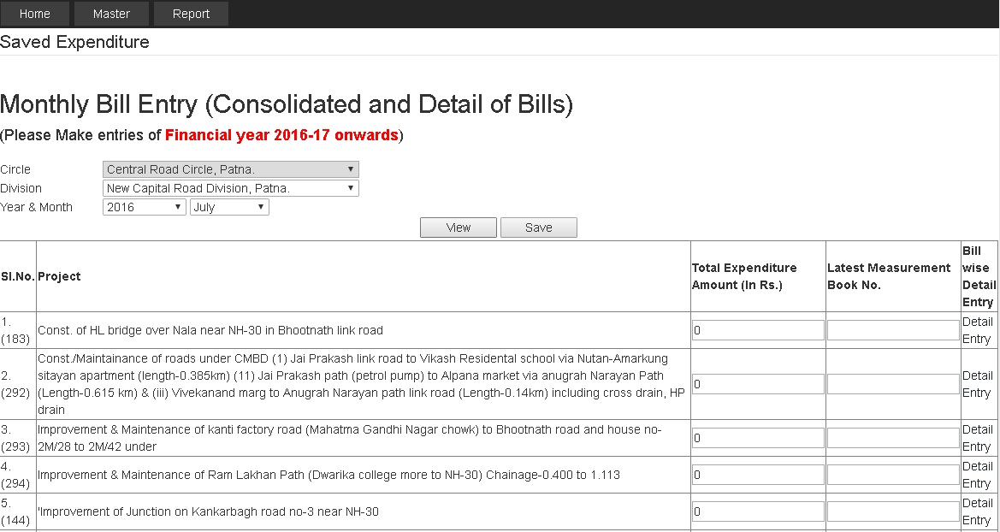 Home Master Report
Saved Expenditure
Monthly Bill Entry (Consolidated and Detail of Bills)
(Please Make entries of Financial year 2016-17 onwards)
Circle Central Road Circle, Patna.
Division New Capital Road Division, Patna.
Year & Month 2016 July
View Save
Sl.No. Project Total Expenditure Amount (In Rs.) Latest Measurement Book No. Bill wise Detail Entry
1. (183) Const. of HL bridge over Nala near NH-30 in Bhootnath link road 0 Detail Entry
2. (292) Const./Maintainance of roads under CMBD (1) Jai Prakash link road to Vikash Residental school via Nutan-Amarkung
sitayan apartment (length-0.385km) (11) Jai Prakash path (petrol pump) to Alpana market via anugrah Narayan Path
(Length-0.615 km) & (iii) Vivekanand marg to Anugrah Narayan path link road (Length-0.14km) including cross drain, HP
drain 0 Detail Entry
3. (293) Improvement & Maintenance of kanti factory road (Mahatma Gandhi Nagar chowk) to Bhootnath road and house no-
2M/28 to 2M/42 under 0 Detail Entry
4. (294) Improvement & Maintenance of Ram Lakhan Path (Dwarika college more to NH-30) Chainage-0.400 to 1.113 0 Detail Entry
5. (144) 'Improvement of Junction on Kankarbagh road no-3 near NH-30 0 Detail Entry